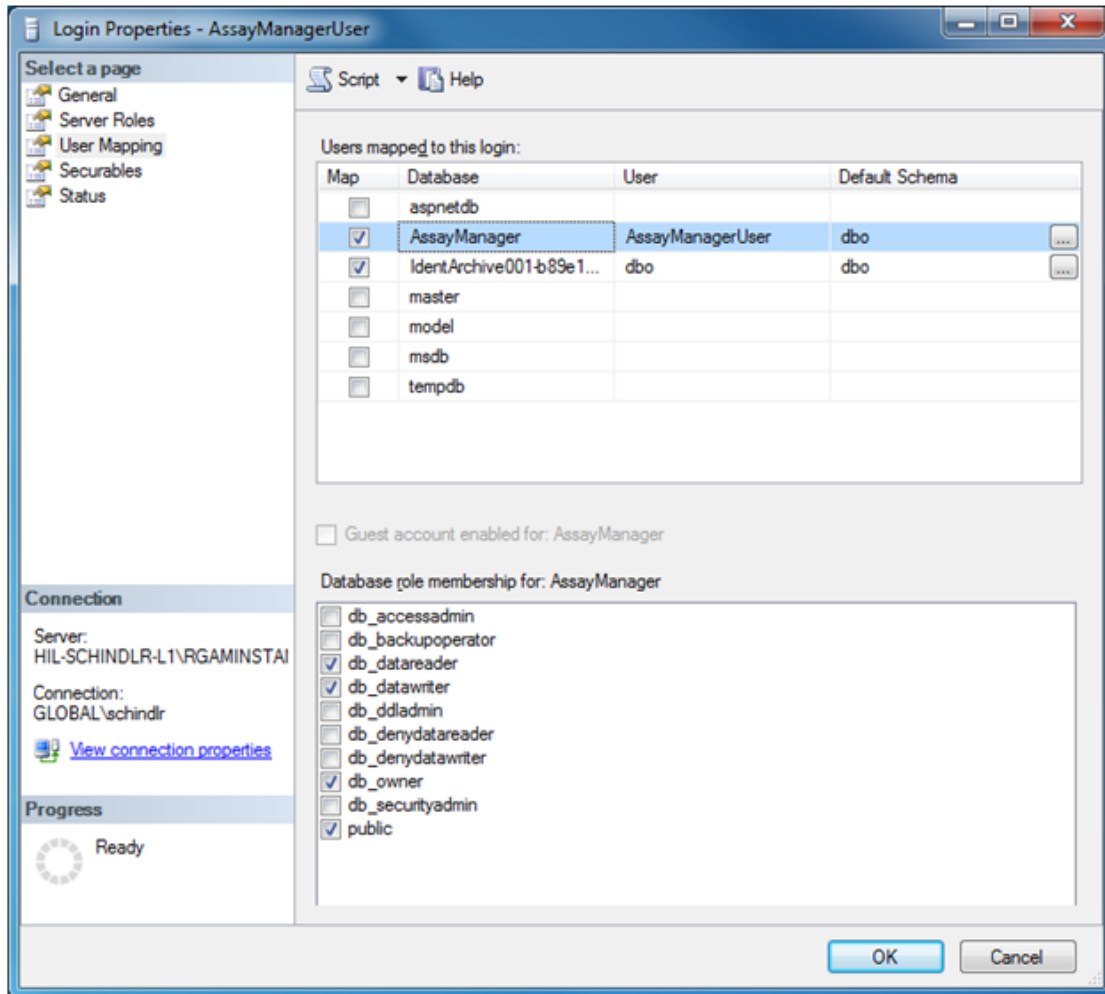 Login Properties - AssayManagerUser
Select a page
General
Server Roles
User Mapping
Securables
Status
Script
Help
Users mapped to this login:
Map Database User Default Schema
aspnetdb
AssayManager AssayManagerUser dbo ...
IdentArchive001-b89e1... dbo dbo ...
master
model
msdb
tempdb
Guest account enabled for: AssayManager
Database role membership for: AssayManager
db_accessadmin
db_backupoperator
db_datareader
db_datawriter
db_ddladmin
db_denydatareader
db_denydatawriter
db_owner
db_securityadmin
public
Connection
Server:
HIL-SCHINDLR-L1\RGAMINSTAI
Connection:
GLOBAL\schindlr
View connection properties
Progress
Ready
OK Cancel